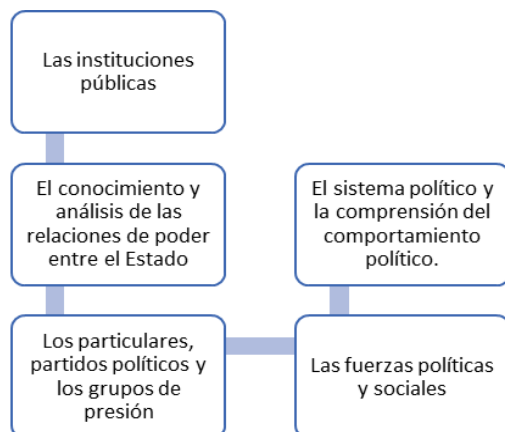 Las instituciones
públicas
El conocimiento y
análisis de las
relaciones de poder
entre el Estado
Los particulares,
partidos políticos y
los grupos de
presión
Las fuerzas políticas
y sociales
El sistema político y
la comprensión del
comportamiento
político.